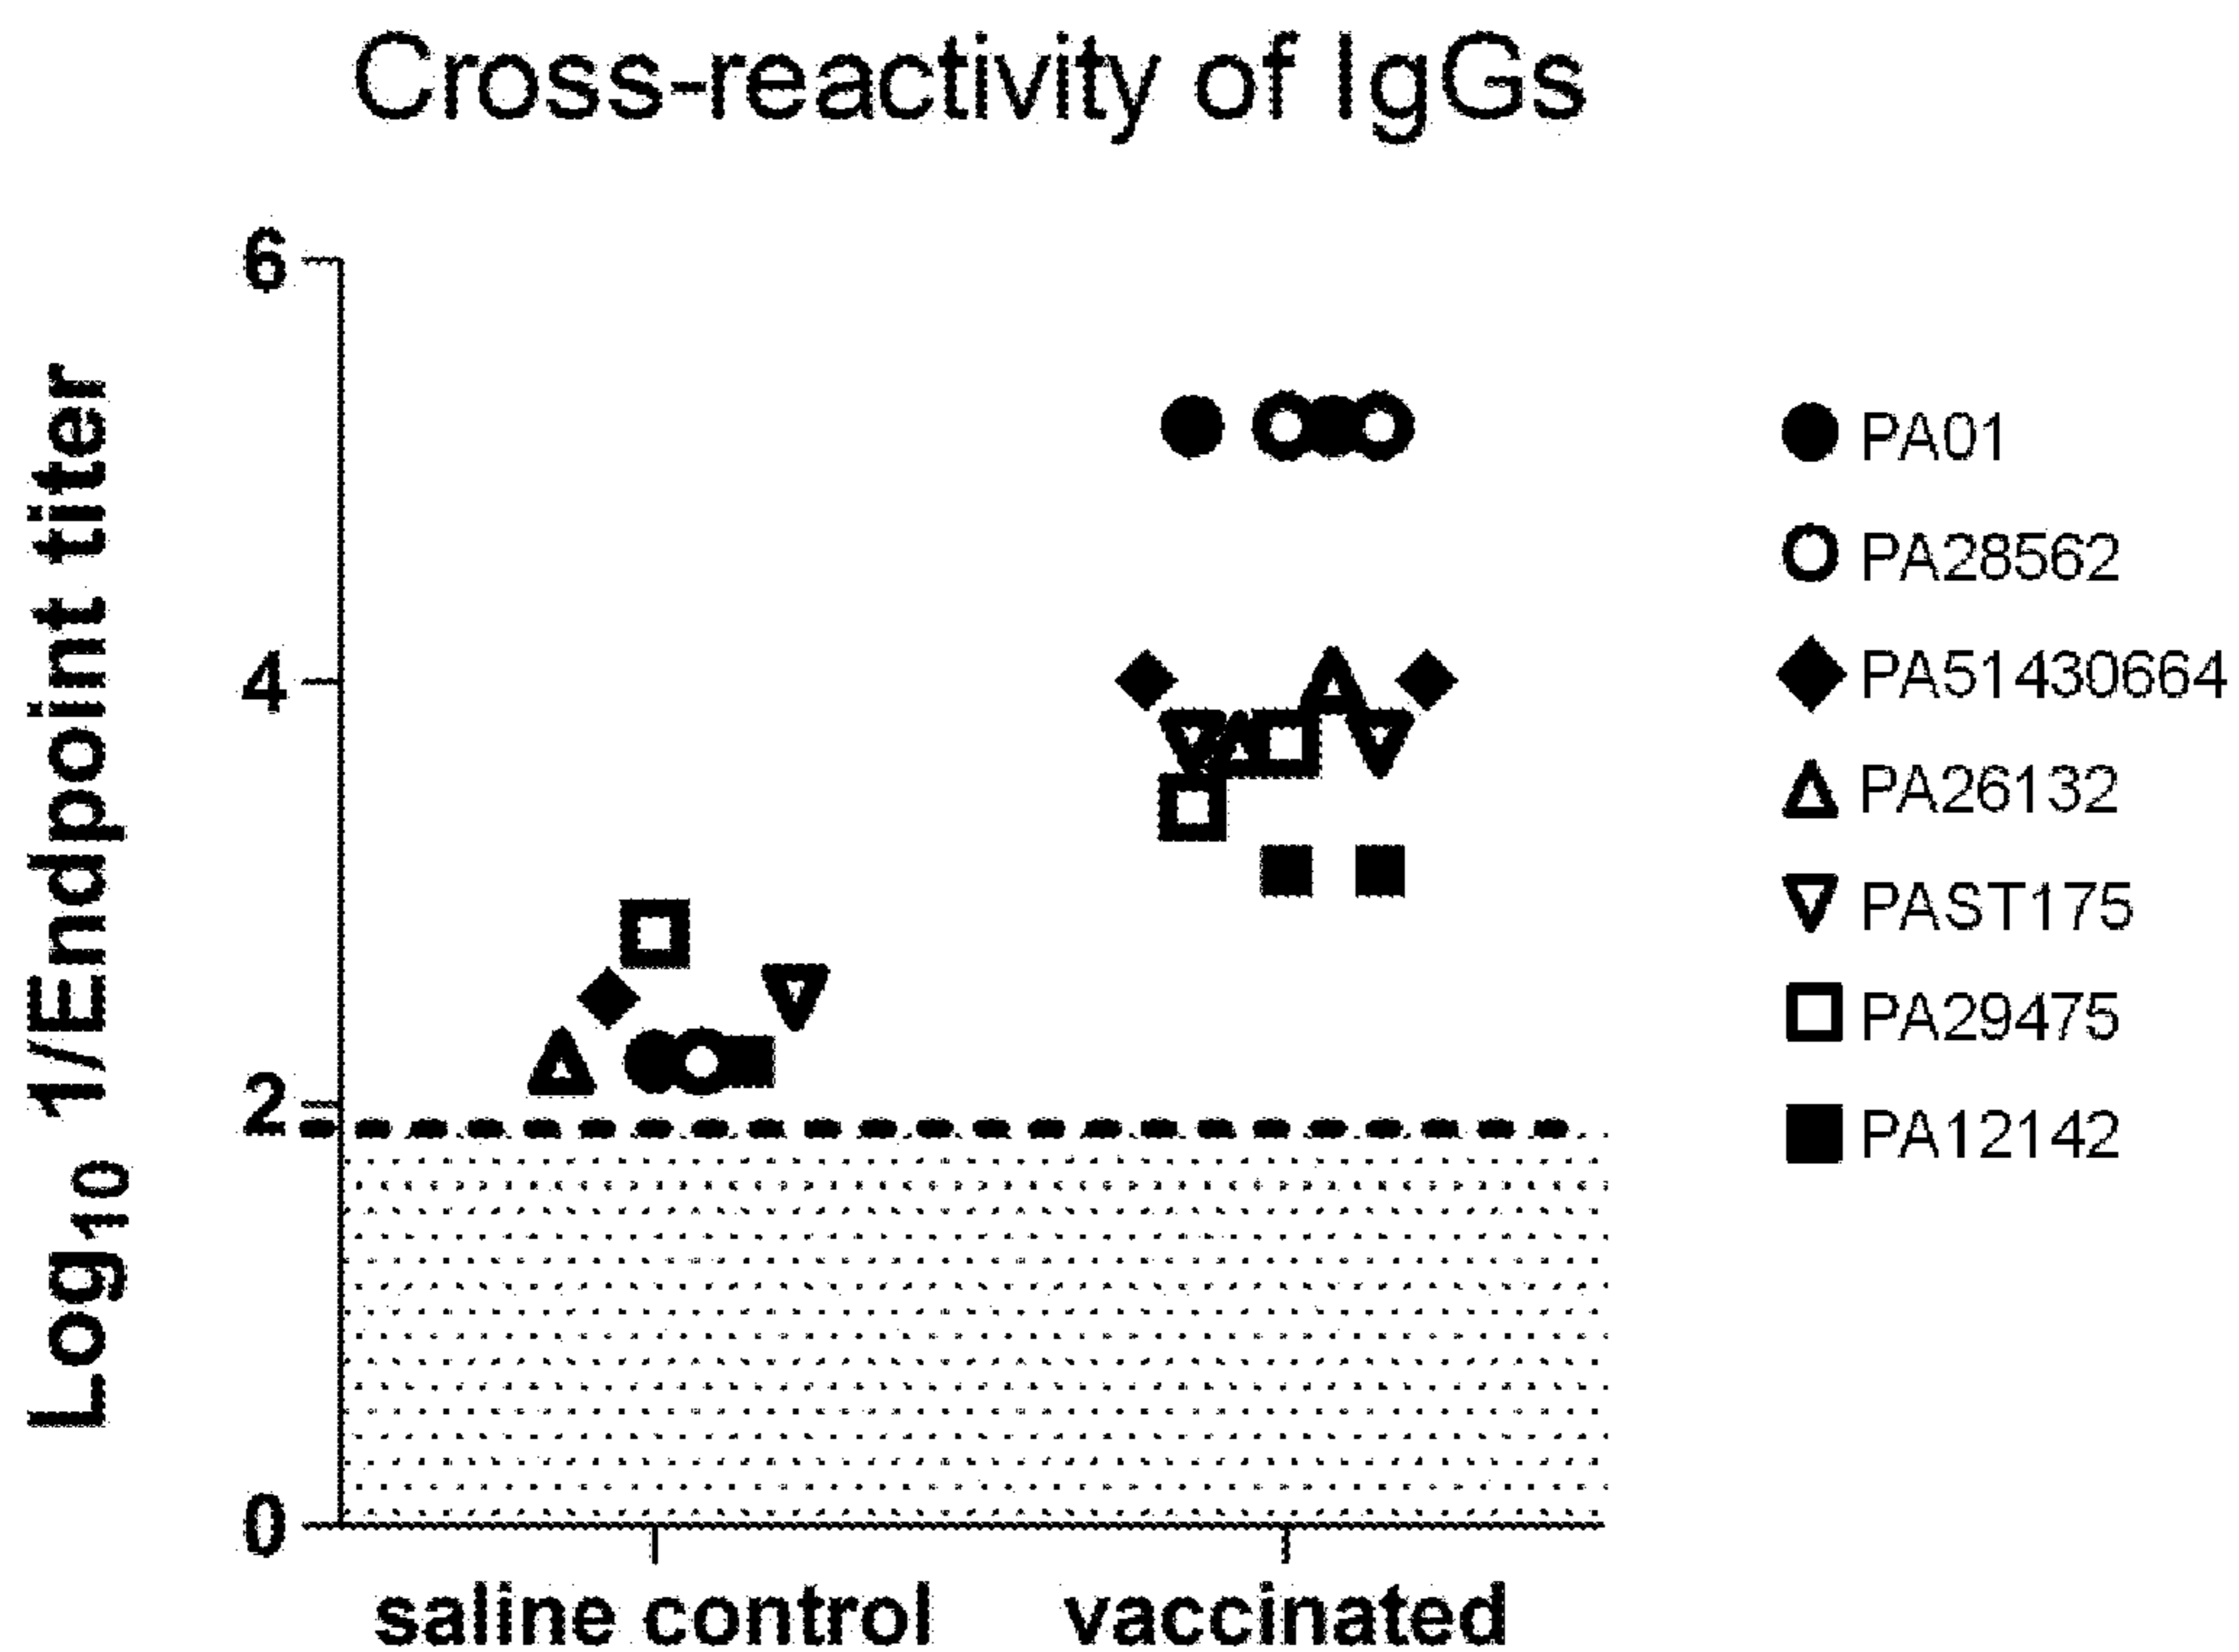 Cross-reactivity of IgGs
Log10 1/Endpoint titer
6
4
2
0
saline control
vaccinated
PA01
PA28562
PA51430664
PA26132
PAST175
PA29475
PA12142